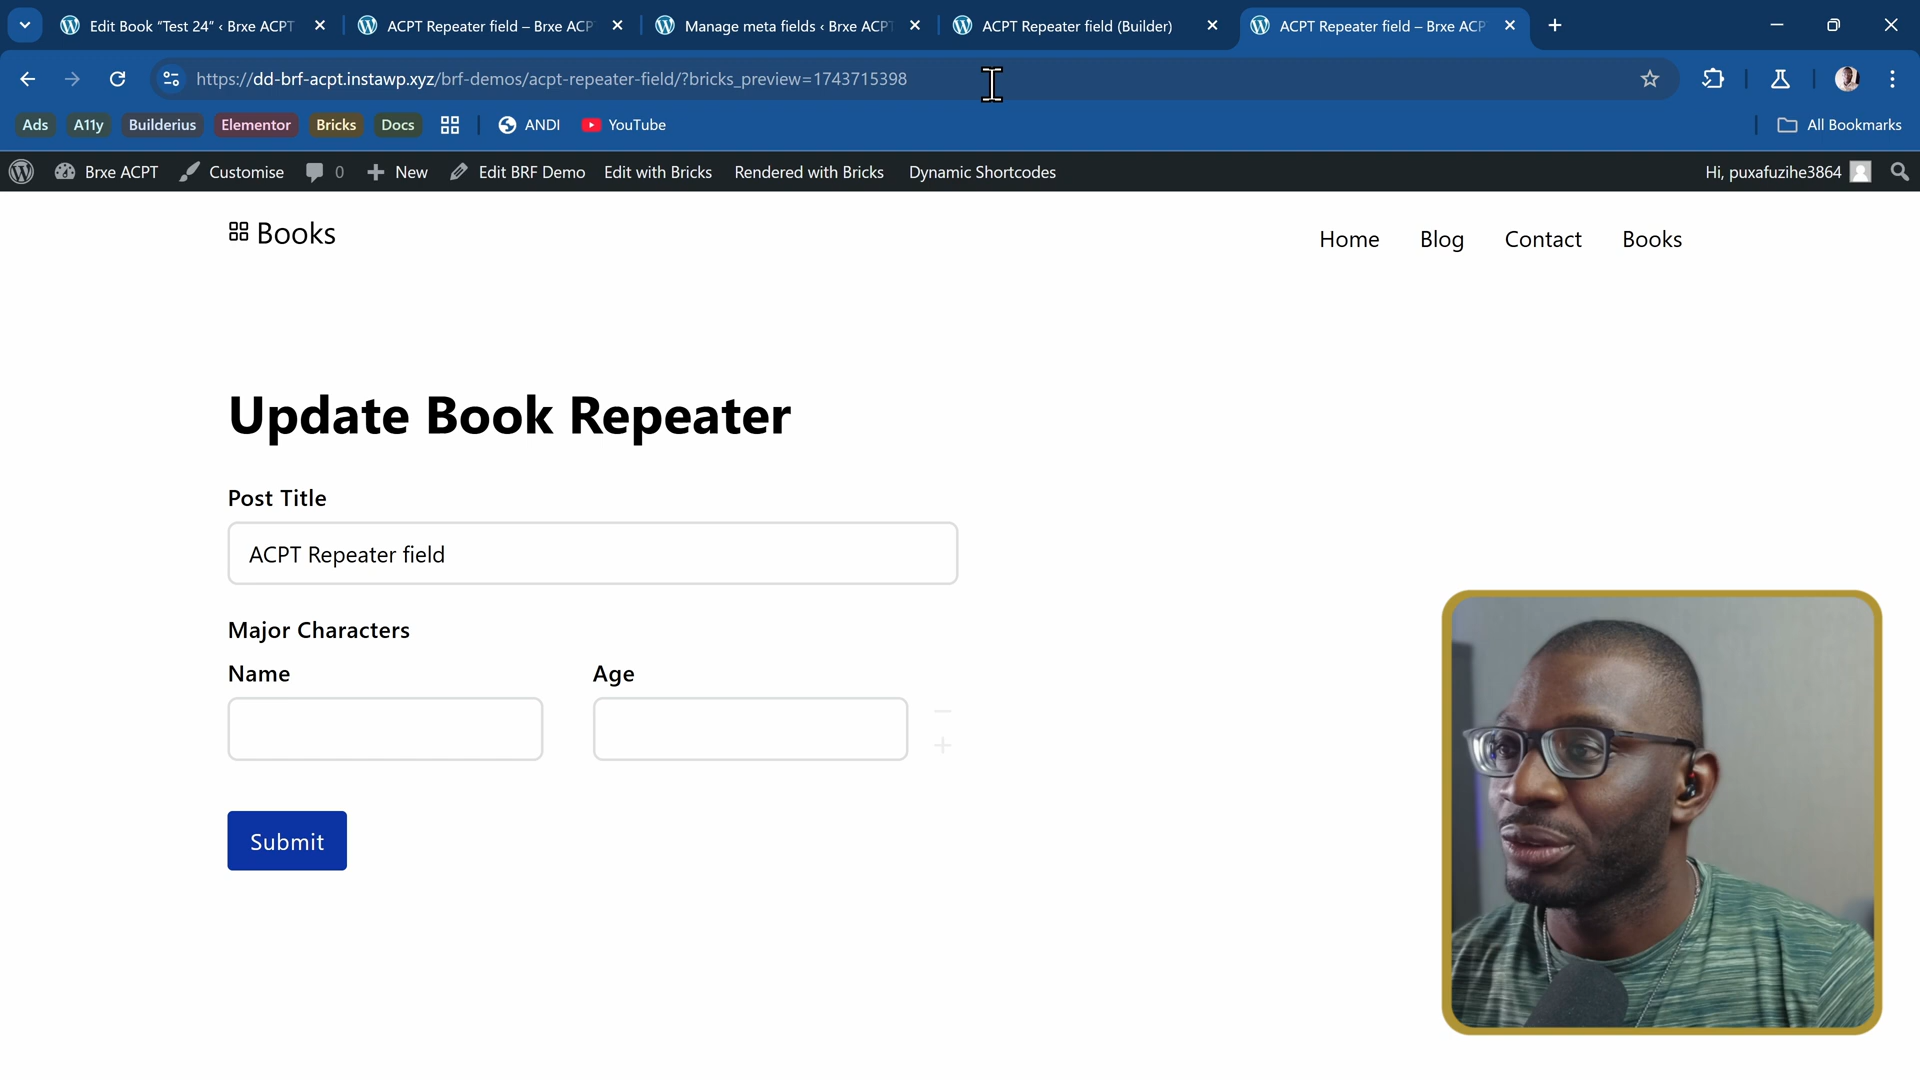 Edit Book “Test 24” ‹ Brxe ACPT
ACPT Repeater field – Brxe ACP
Manage meta fields ‹ Brxe ACPT
ACPT Repeater field (Builder)
ACPT Repeater field – Brxe ACP
https://dd-brf-acpt.instawp.xyz/brf-demos/acpt-repeater-field/?bricks_preview=1743715398
Ads A11y Builderius Elementor Bricks Docs ANDI YouTube All Bookmarks
Brxe ACPT Customise 0 New Edit BRF Demo Edit with Bricks Rendered with Bricks Dynamic Shortcodes Hi, puxafuzihe3864
Books
Home Blog Contact Books
Update Book Repeater
Post Title
ACPT Repeater field
Major Characters
Name Age
Submit